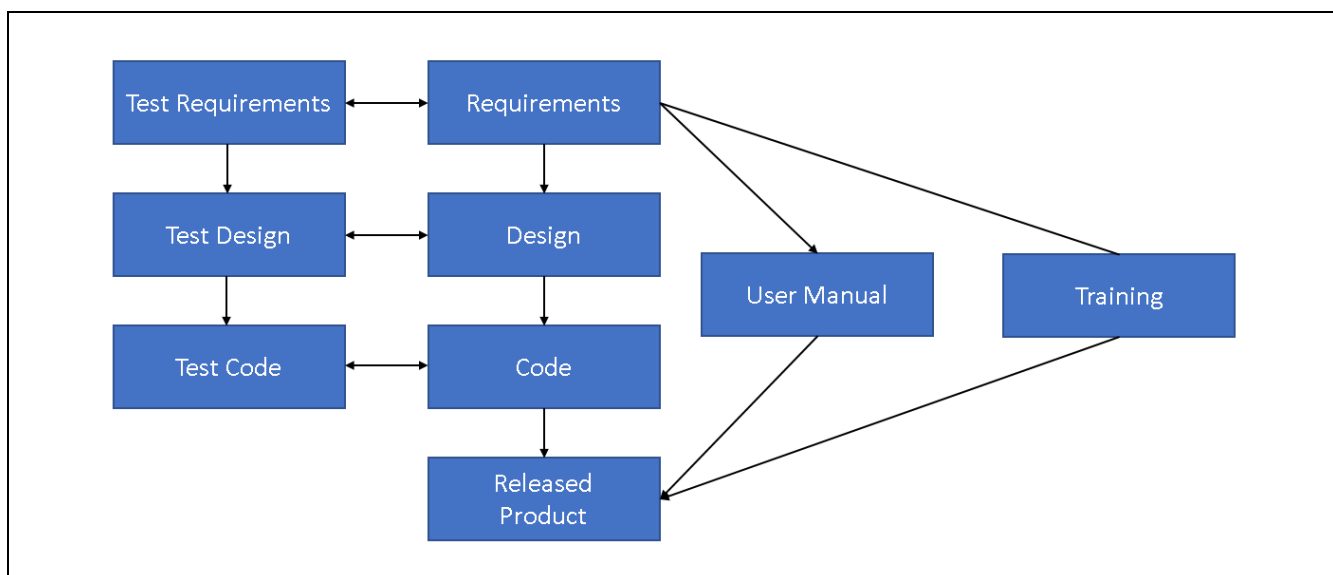 Test Requirements
Requirements
Test Design
Design
User Manual
Training
Test Code
Code
Released
Product